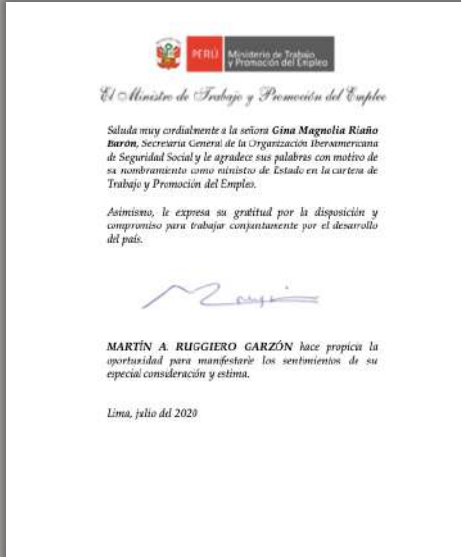 PERÚ
Ministerio de Trabajo
y Promoción del Empleo
El Ministro de Trabajo y Promoción del Empleo
Saluda muy cordialmente a la señora Gina Magnolia Riaño
Barón, Secretaria General de la Organización Iberoamericana
de Seguridad Social y le agradece sus palabras con motivo de
su nombramiento como ministro de Estado en la cartera de
Trabajo y Promoción del Empleo.
Asimismo, le expresa su gratitud por la disposición y
compromiso para trabajar conjuntamente por el desarrollo
del país.
MARTÍN A. RUGGIERO GARZÓN hace propicia la
oportunidad para manifestarle los sentimientos de su
especial consideración y estima.
Lima, julio del 2020